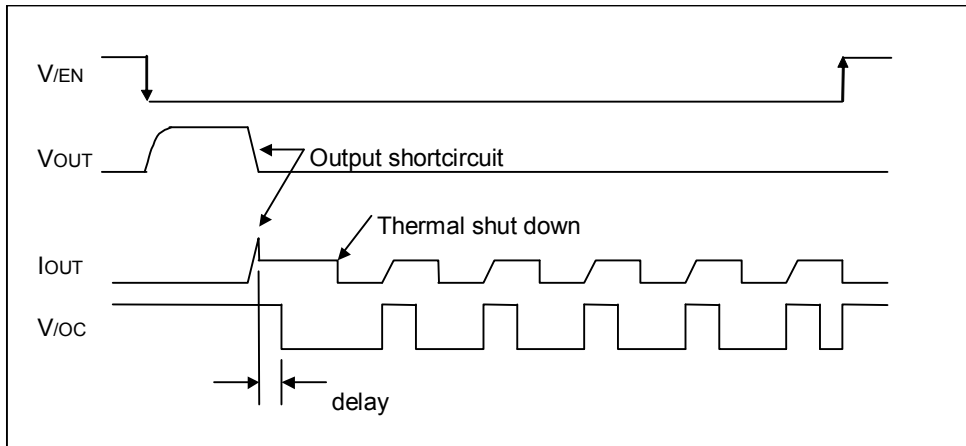 V/EN
VOUT
Output shortcircuit
Thermal shut down
IOUT
V/OC
delay